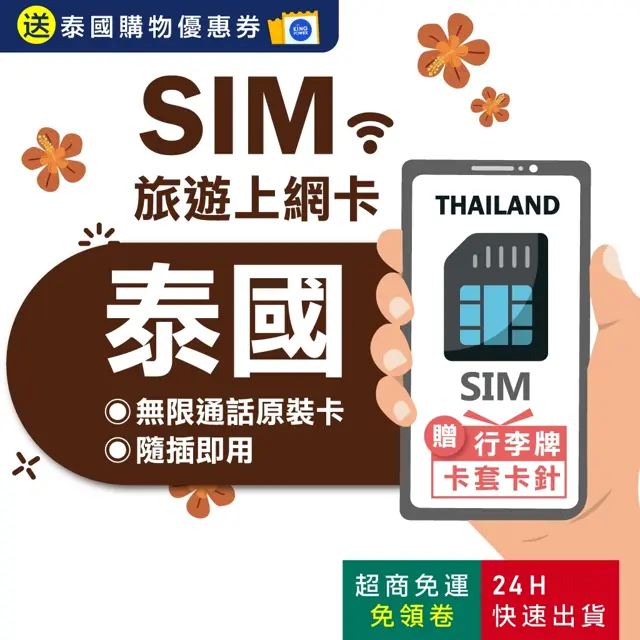 送 泰國購物優惠券
KING
POWER
SIM
旅遊上網卡
泰國
◉無限通話原裝卡
◉隨插即用
THAILAND
SIM
贈 行李牌
卡套卡針
超商免運
免領卷
24H
快速出貨